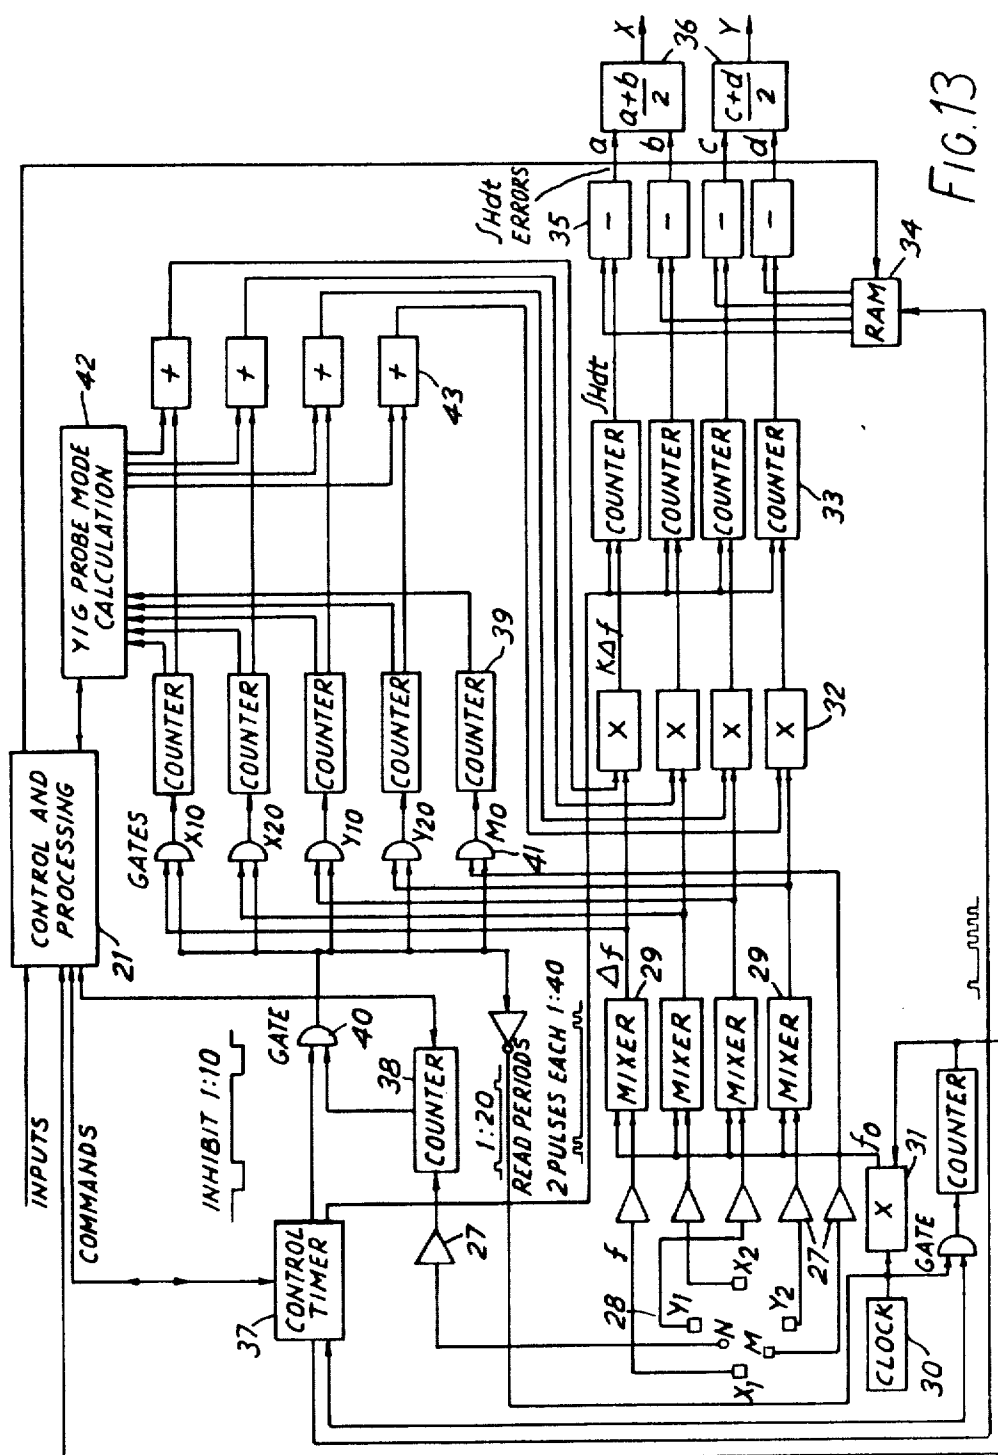 INPUTS
COMMANDS
CONTROL AND
PROCESSING
21
YIG PROBE MODE
CALCULATION
42
INHIBIT 1:10
CONTROL
TIMER
37
GATE
40
COUNTER
38
27
1:20
READ PERIODS
2 PULSES EACH 1:40
GATES
X10
X20
Y10
Y20
M0
41
COUNTER
COUNTER
COUNTER
COUNTER
COUNTER
39
+
+
+
+
43
f
28
Y1
X2
N
M
X1
Y2
27
Δf
MIXER
MIXER
MIXER
MIXER
29
29
f0
X
31
CLOCK
30
GATE
COUNTER
X
X
X
X
32
KΔf
COUNTER
COUNTER
COUNTER
COUNTER
33
∫Hdt
RAM
34
∫Hdt
ERRORS
35
-
-
-
-
a
b
c
d
a+b
2
c+d
2
36
X
Y
FIG.13